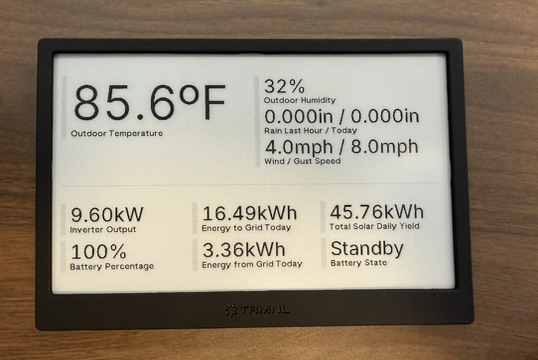 85.6ºF
Outdoor Temperature
32%
Outdoor Humidity
0.000in / 0.000in
Rain Last Hour / Today
4.0mph / 8.0mph
Wind / Gust Speed
9.60kW
Inverter Output
16.49kWh
Energy to Grid Today
45.76kWh
Total Solar Daily Yield
100%
Battery Percentage
3.36kWh
Energy from Grid Today
Standby
Battery State
TRMNL